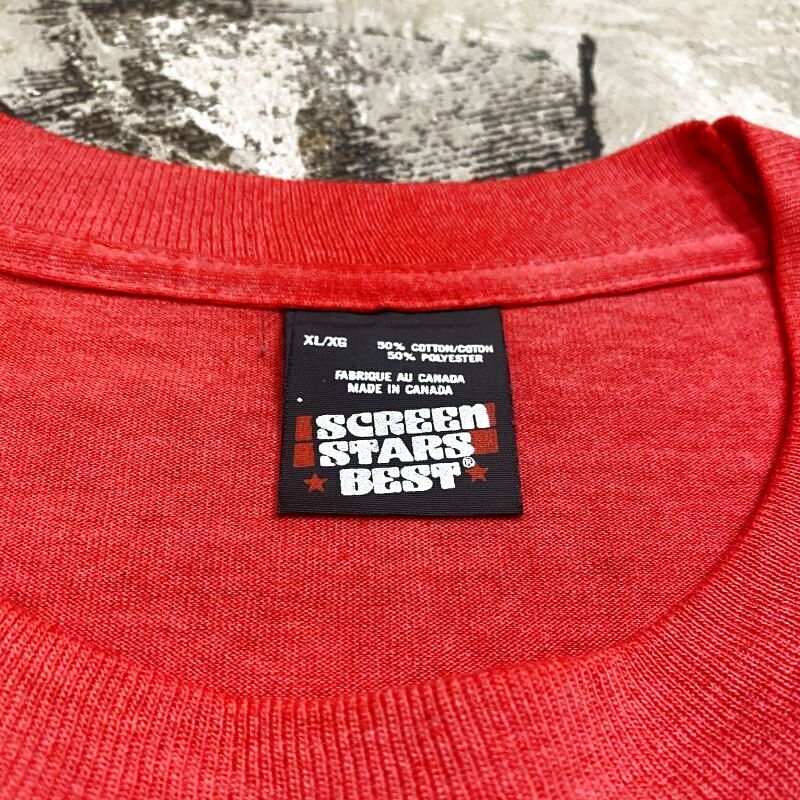 XL/XG 50% COTTON/COTON
50% POLYESTER
FABRIQUE AU CANADA
MADE IN CANADA
SCREEN
STARS
BEST®